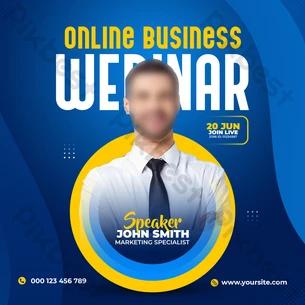 ONLINE BUSINESS
WEBINAR
20 JUN
JOIN LIVE
Speaker
JOHN SMITH
MARKETING SPECIALIST
000 123 456 789
www.yoursite.com